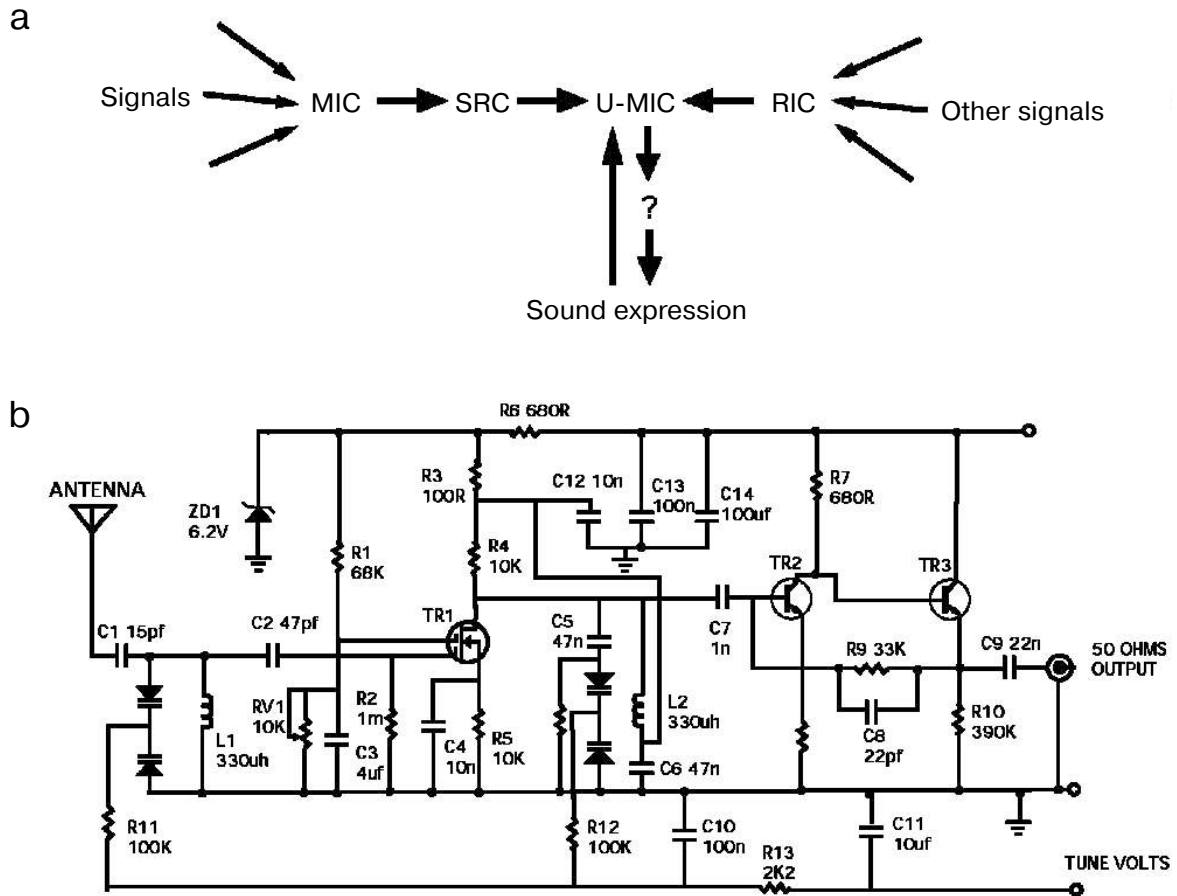 a
Signals
MIC
SRC
U-MIC
RIC
Other signals
?
Sound expression
b
R6 680R
ANTENNA
ZD1
6.2V
R3
100R
C12 10n
C13
100n
C14
100uf
R7
680R
R1
68K
R4
10K
TR1
TR2
TR3
C1 15pf
C2 47pf
C5
47n
C7
1n
R9 33K
C9 22n
50 OHMS
OUTPUT
RV1
10K
R2
1m
L1
330uh
C3
4uf
C4
10n
R5
10K
L2
330uh
C6 47n
C8
22pf
R10
390K
R11
100K
R12
100K
C10
100n
R13
2K2
C11
10uf
TUNE VOLTS